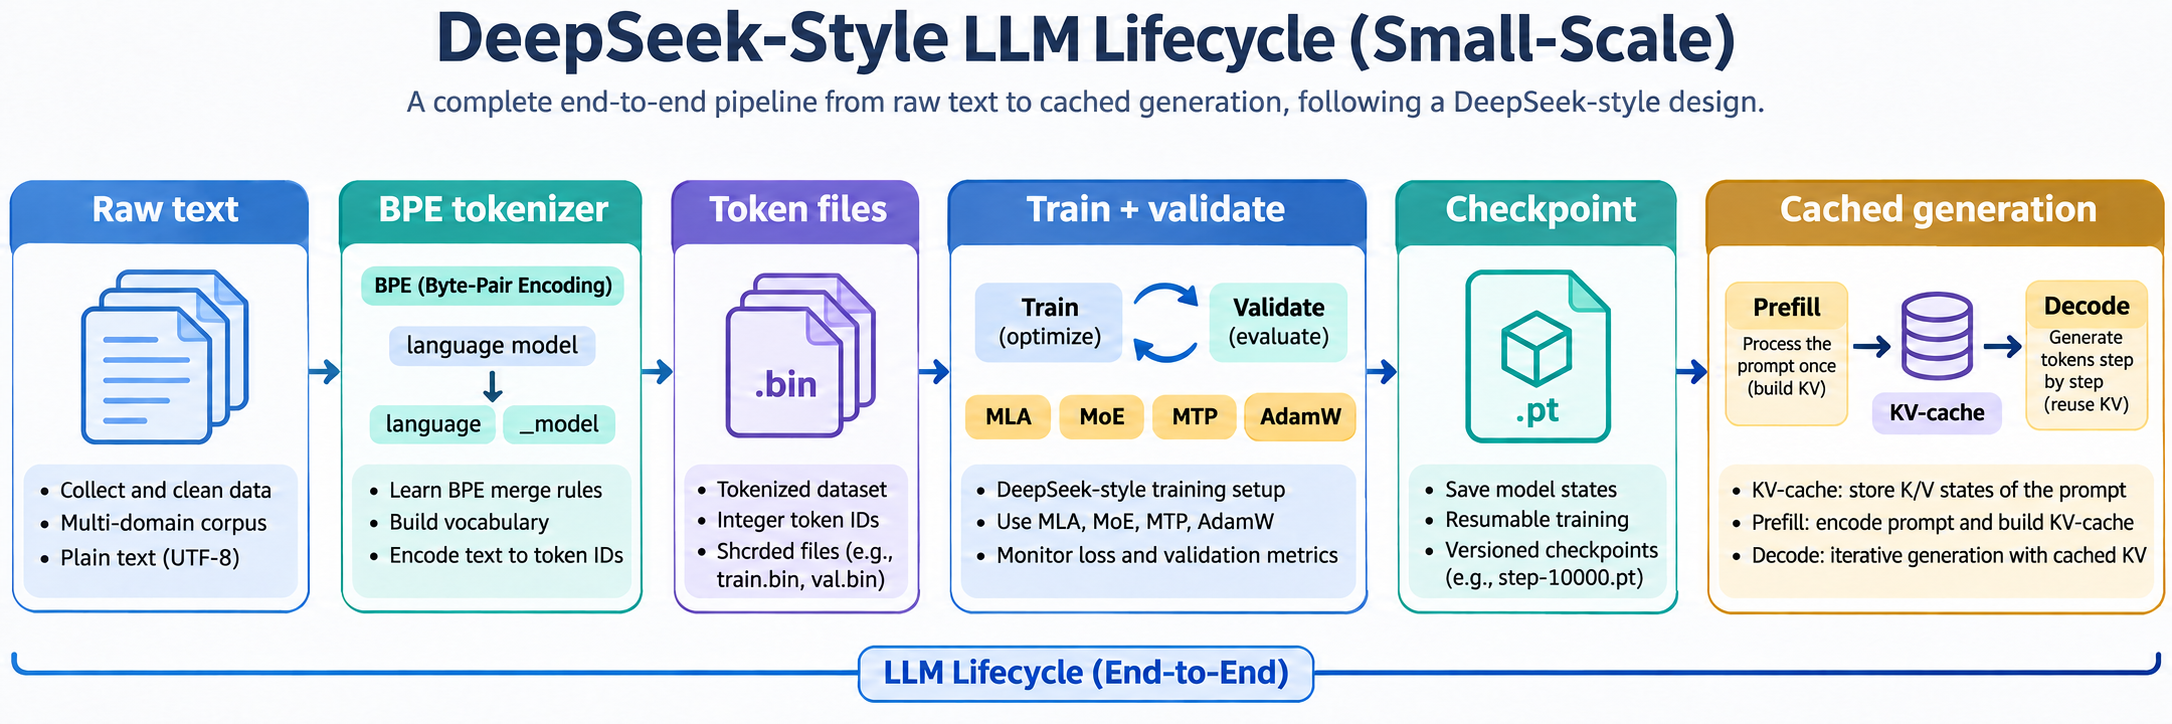 DeepSeek-Style LLM Lifecycle (Small-Scale)
A complete end-to-end pipeline from raw text to cached generation, following a DeepSeek-style design.
Raw text
• Collect and clean data
• Multi-domain corpus
• Plain text (UTF-8)
BPE tokenizer
BPE (Byte-Pair Encoding)
language model
language
_model
• Learn BPE merge rules
• Build vocabulary
• Encode text to token IDs
Token files
.bin
• Tokenized dataset
• Integer token IDs
• Shcrded files (e.g.,
train.bin, val.bin)
Train + validate
Train
(optimize)
Validate
(evaluate)
MLA
MoE
MTP
AdamW
• DeepSeek-style training setup
• Use MLA, MoE, MTP, AdamW
• Monitor loss and validation metrics
Checkpoint
.pt
• Save model states
• Resumable training
• Versioned checkpoints
(e.g., step-10000.pt)
Cached generation
Prefill
Process the
prompt once
(build KV)
KV-cache
Decode
Generate
tokens step
by step
(reuse KV)
• KV-cache: store K/V states of the prompt
• Prefill: encode prompt and build KV-cache
• Decode: iterative generation with cached KV
LLM Lifecycle (End-to-End)